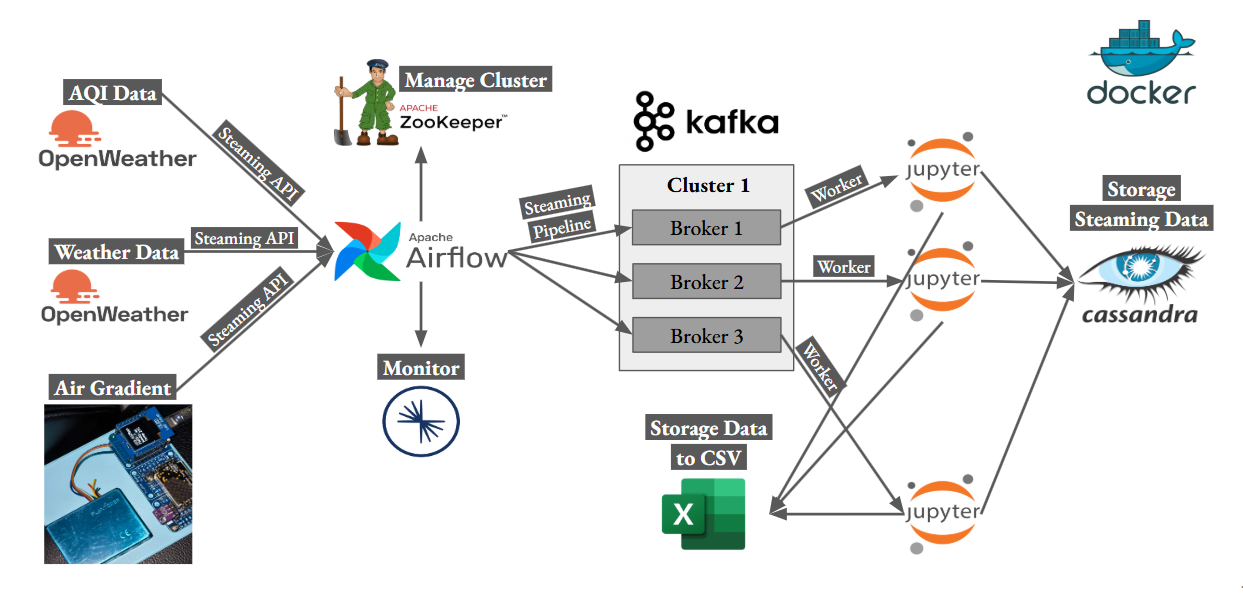 AQI Data
OpenWeather
Steaming API
Weather Data
OpenWeather
Steaming API
Air Gradient
Steaming API
Manage Cluster
APACHE
ZooKeeper™
Apache
Airflow
Monitor
Steaming
Pipeline
kafka
Cluster 1
Broker 1
Broker 2
Broker 3
Worker
Worker
Worker
Storage Data
to CSV
X
jupyter
jupyter
jupyter
docker
Storage
Steaming Data
cassandra